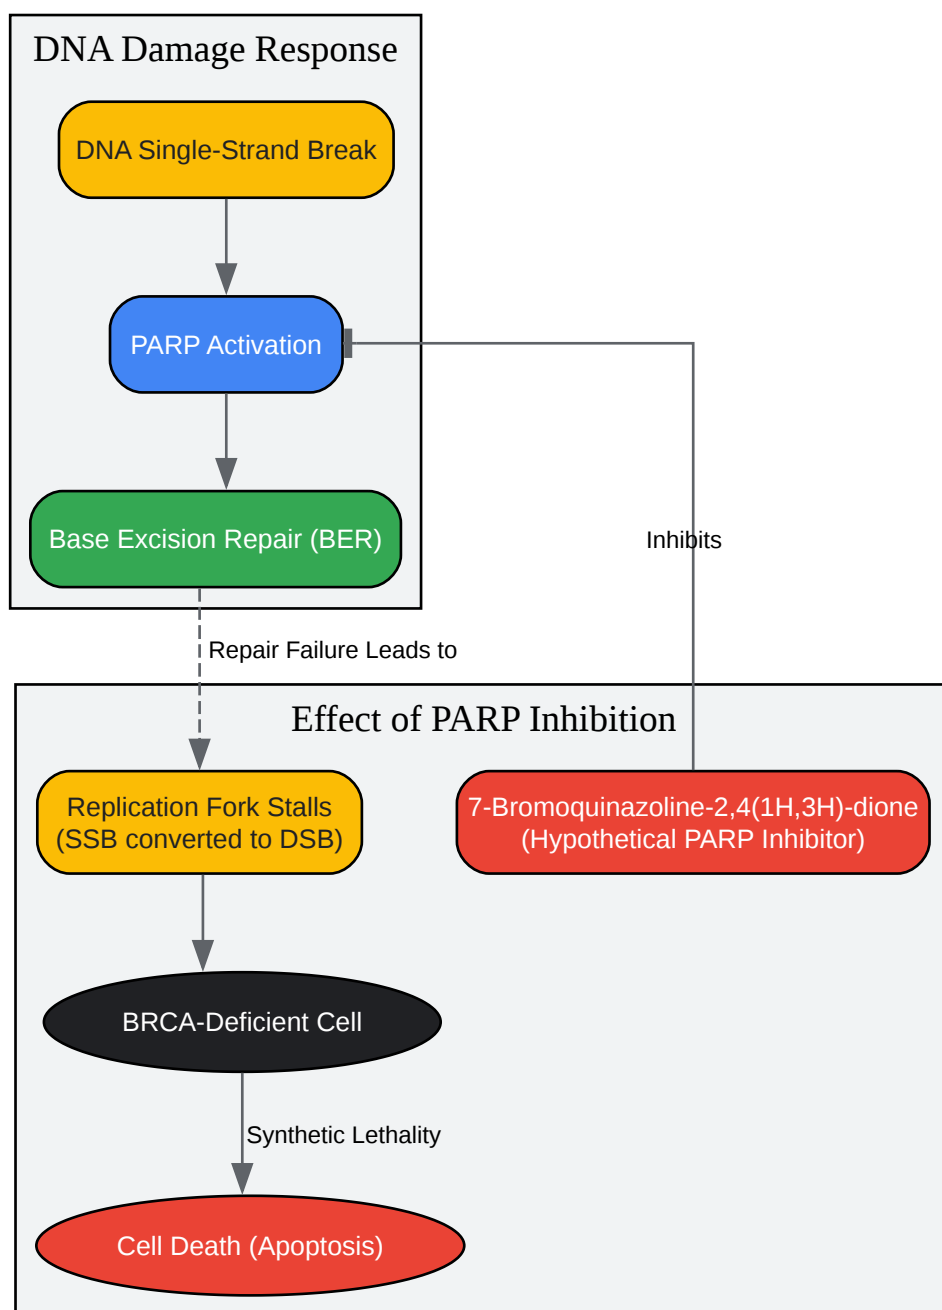 DNA Damage Response
DNA Single-Strand Break
PARP Activation
Base Excision Repair (BER)
Inhibits
Repair Failure Leads to
Effect of PARP Inhibition
Replication Fork Stalls
(SSB converted to DSB)
7-Bromoquinazoline-2,4(1H,3H)-dione
(Hypothetical PARP Inhibitor)
BRCA-Deficient Cell
Synthetic Lethality
Cell Death (Apoptosis)